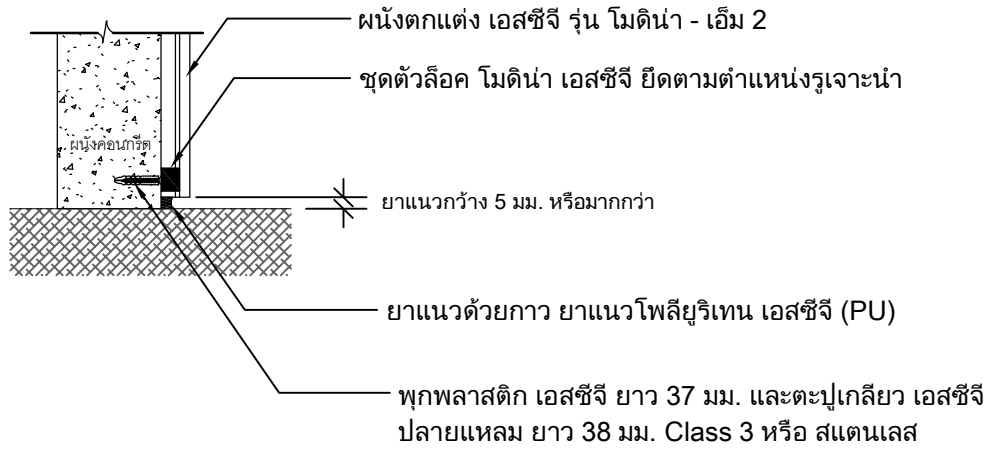 ผนังตกแต่ง เอสซีจี รุ่น โมดิน่า - เอ็ม 2
ชุดตัวล็อค โมดิน่า เอสซีจี ยึดตามตำแหน่งรูเจาะนำ
ผนังคอนกรีต
ยาแนวกว้าง 5 มม. หรือมากกว่า
ยาแนวด้วยกาว ยาแนวโพลียูริเทน เอสซีจี (PU)
พุกพลาสติก เอสซีจี ยาว 37 มม. และตะปูเกลียว เอสซีจี
ปลายแหลม ยาว 38 มม. Class 3 หรือ สแตนเลส